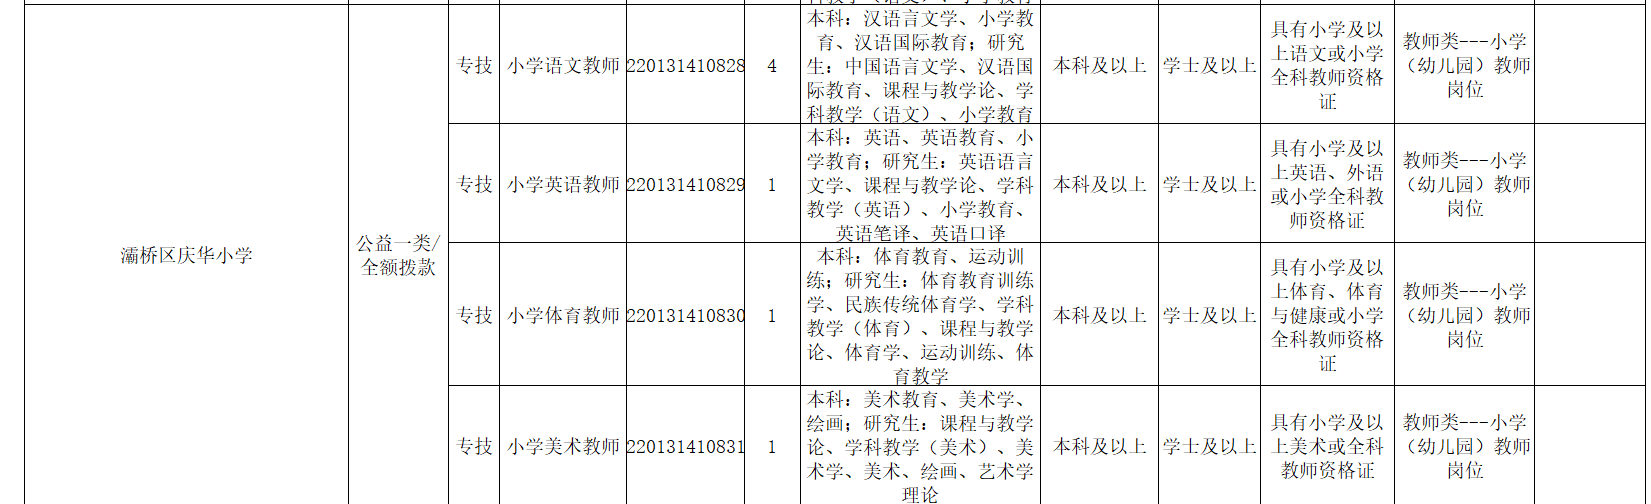 灞桥区庆华小学
公益一类/
全额拨款
专技
小学语文教师
220131410828
4
本科：汉语言文学、小学教
育、汉语国际教育；研究
生：中国语言文学、汉语国
际教育、课程与教学论、学
科教学（语文）、小学教育
本科及以上
学士及以上
具有小学及以
上语文或小学
全科教师资格
证
教师类---小学
（幼儿园）教师
岗位
专技
小学英语教师
220131410829
1
本科：英语、英语教育、小
学教育；研究生：英语语言
文学、课程与教学论、学科
教学（英语）、小学教育、
英语笔译、英语口译
本科及以上
学士及以上
具有小学及以
上英语、外语
或小学全科教
师资格证
教师类---小学
（幼儿园）教师
岗位
专技
小学体育教师
220131410830
1
本科：体育教育、运动训
练；研究生：体育教育训练
学、民族传统体育学、学科
教学（体育）、课程与教学
论、体育学、运动训练、体
育教学
本科及以上
学士及以上
具有小学及以
上体育、体育
与健康或小学
全科教师资格
证
教师类---小学
（幼儿园）教师
岗位
专技
小学美术教师
220131410831
1
本科：美术教育、美术学、
绘画；研究生：课程与教学
论、学科教学（美术）、美
术学、美术、绘画、艺术学
理论
本科及以上
学士及以上
具有小学及以
上美术或全科
教师资格证
教师类---小学
（幼儿园）教师
岗位